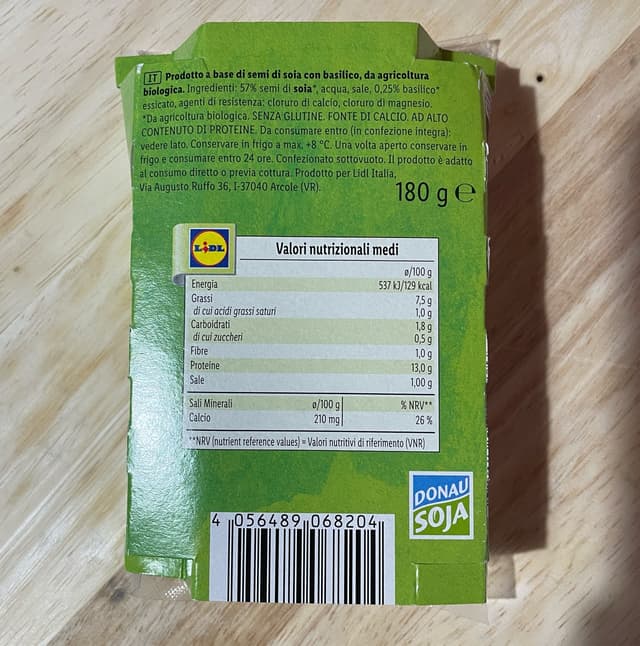 IT Prodotto a base di semi di soia con basilico, da agricoltura
biologica. Ingredienti: 57% semi di soia*, acqua, sale, 0,25% basilico*
essicato, agenti di resistenza: cloruro di calcio, cloruro di magnesio.
*Da agricoltura biologica. SENZA GLUTINE. FONTE DI CALCIO. AD ALTO
CONTENUTO DI PROTEINE. Da consumare entro (in confezione integra):
vedere lato. Conservare in frigo a max. +8 °C. Una volta aperto conservare in
frigo e consumare entro 24 ore. Confezionato sottovuoto. Il prodotto è adatto
al consumo diretto o previa cottura. Prodotto per Lidl Italia,
Via Augusto Ruffo 36, I-37040 Arcole (VR).
180 g ℮
LIDL
Valori nutrizionali medi
ø/100 g
Energia 537 kJ/129 kcal
Grassi 7,5 g
di cui acidi grassi saturi 1,0 g
Carboidrati 1,8 g
di cui zuccheri 0,5 g
Fibre 1,0 g
Proteine 13,0 g
Sale 1,00 g
Sali Minerali ø/100 g % NRV**
Calcio 210 mg 26 %
**NRV (nutrient reference values) = Valori nutritivi di riferimento (VNR)
DONAU
SOJA
4 056489 068204